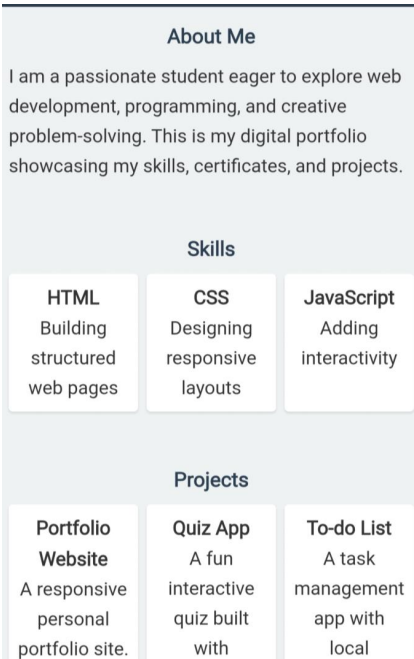 About Me
I am a passionate student eager to explore web
development, programming, and creative
problem-solving. This is my digital portfolio
showcasing my skills, certificates, and projects.
Skills
HTML
Building
structured
web pages
CSS
Designing
responsive
layouts
JavaScript
Adding
interactivity
Projects
Portfolio
Website
A responsive
personal
portfolio site.
Quiz App
A fun
interactive
quiz built
with
To-do List
A task
management
app with
local